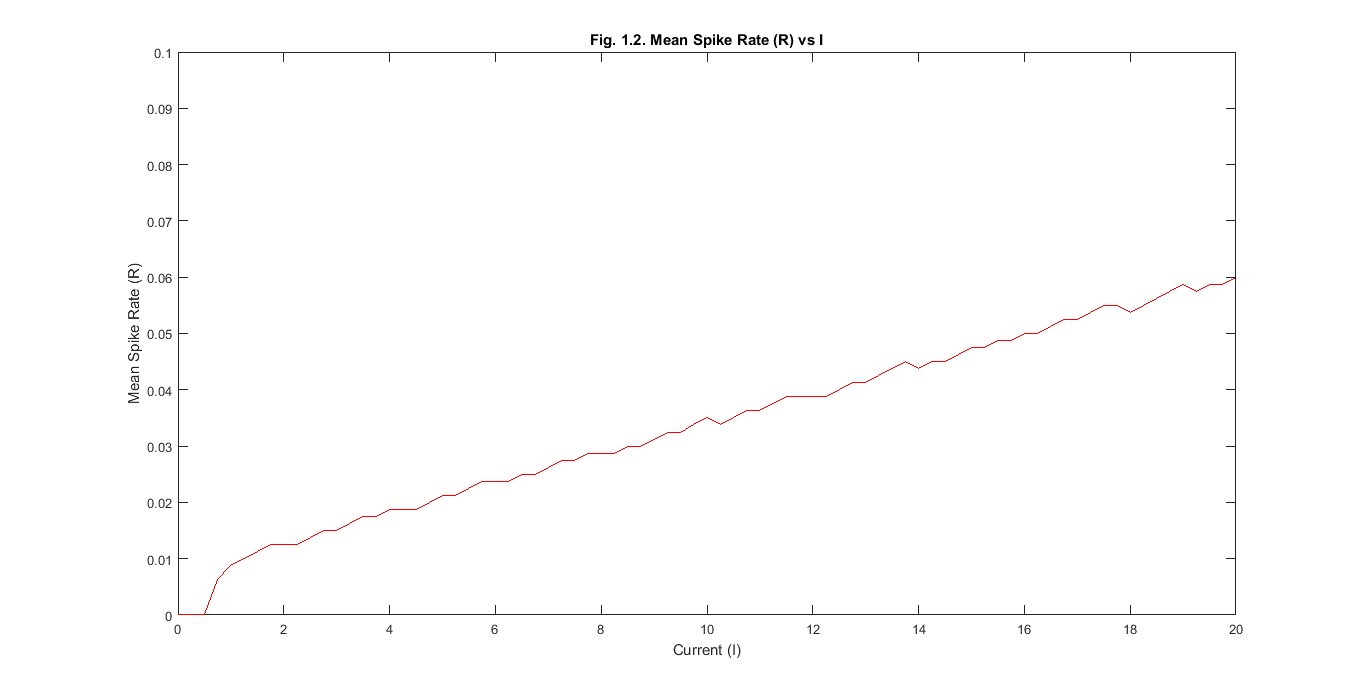 Fig. 1.2. Mean Spike Rate (R) vs I
0.1
0.09
0.08
0.07
0.06
0.05
0.04
0.03
0.02
0.01
0
Mean Spike Rate (R)
0 2 4 6 8 10 12 14 16 18 20
Current (I)